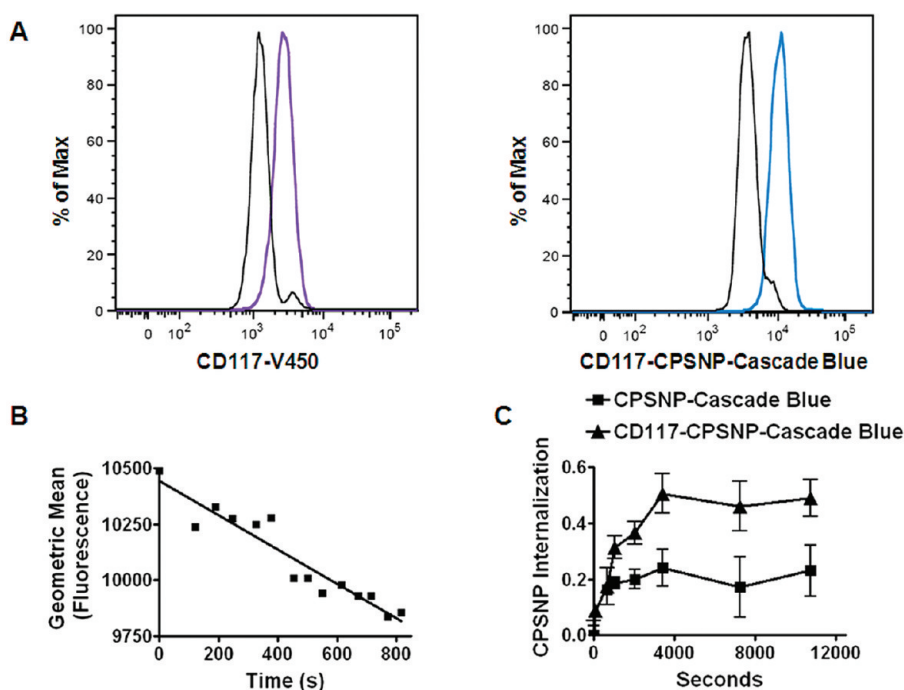 A
% of Max
100
80
60
40
20
0
0 10² 10³ 10⁴ 10⁵
CD117-V450
% of Max
100
80
60
40
20
0
0 10² 10³ 10⁴ 10⁵
CD117-CPSNP-Cascade Blue
B
Geometric Mean
(Fluorescence)
10500
10250
10000
9750
0 200 400 600 800
Time (s)
C
CPSNP-Cascade Blue
CD117-CPSNP-Cascade Blue
CPSNP Internalization
0.6
0.4
0.2
0.0
0 4000 8000 12000
Seconds